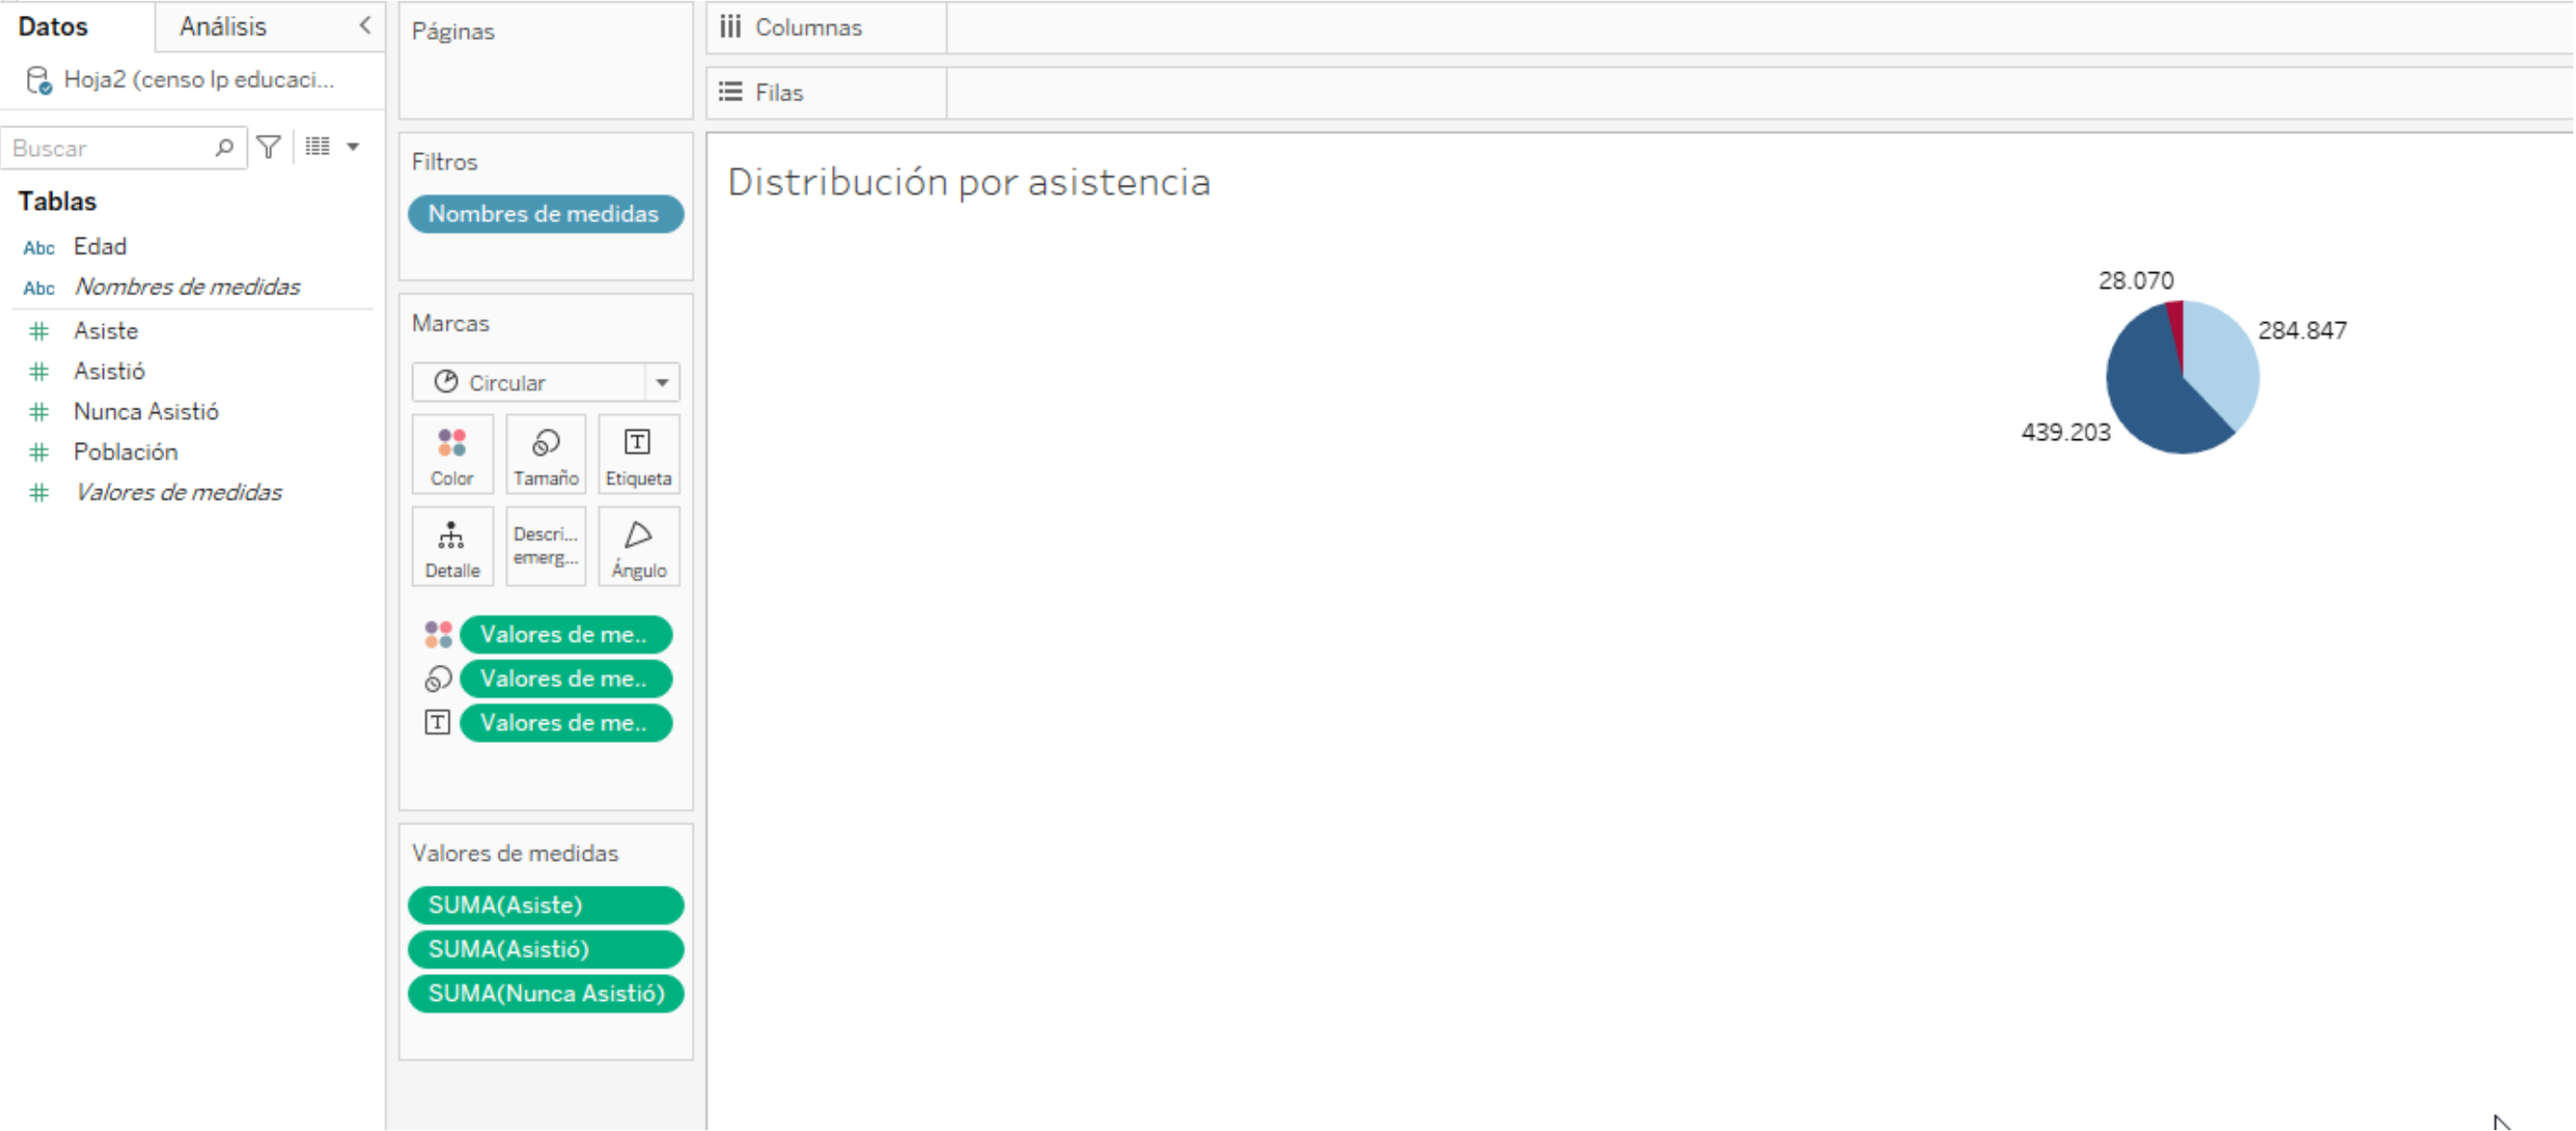 Datos
Análisis
Hoja2 (censo lp educaci...
Buscar
Tablas
Abc Edad
Abc Nombres de medidas
# Asiste
# Asistió
# Nunca Asistió
# Población
# Valores de medidas
Páginas
Filtros
Nombres de medidas
Marcas
Circular
Color
Tamaño
T
Etiqueta
Detalle
Descri...
emerg...
Ángulo
Valores de me..
Valores de me..
T Valores de me..
Valores de medidas
SUMA(Asiste)
SUMA(Asistió)
SUMA(Nunca Asistió)
Columnas
Filas
Distribución por asistencia
28.070
284.847
439.203